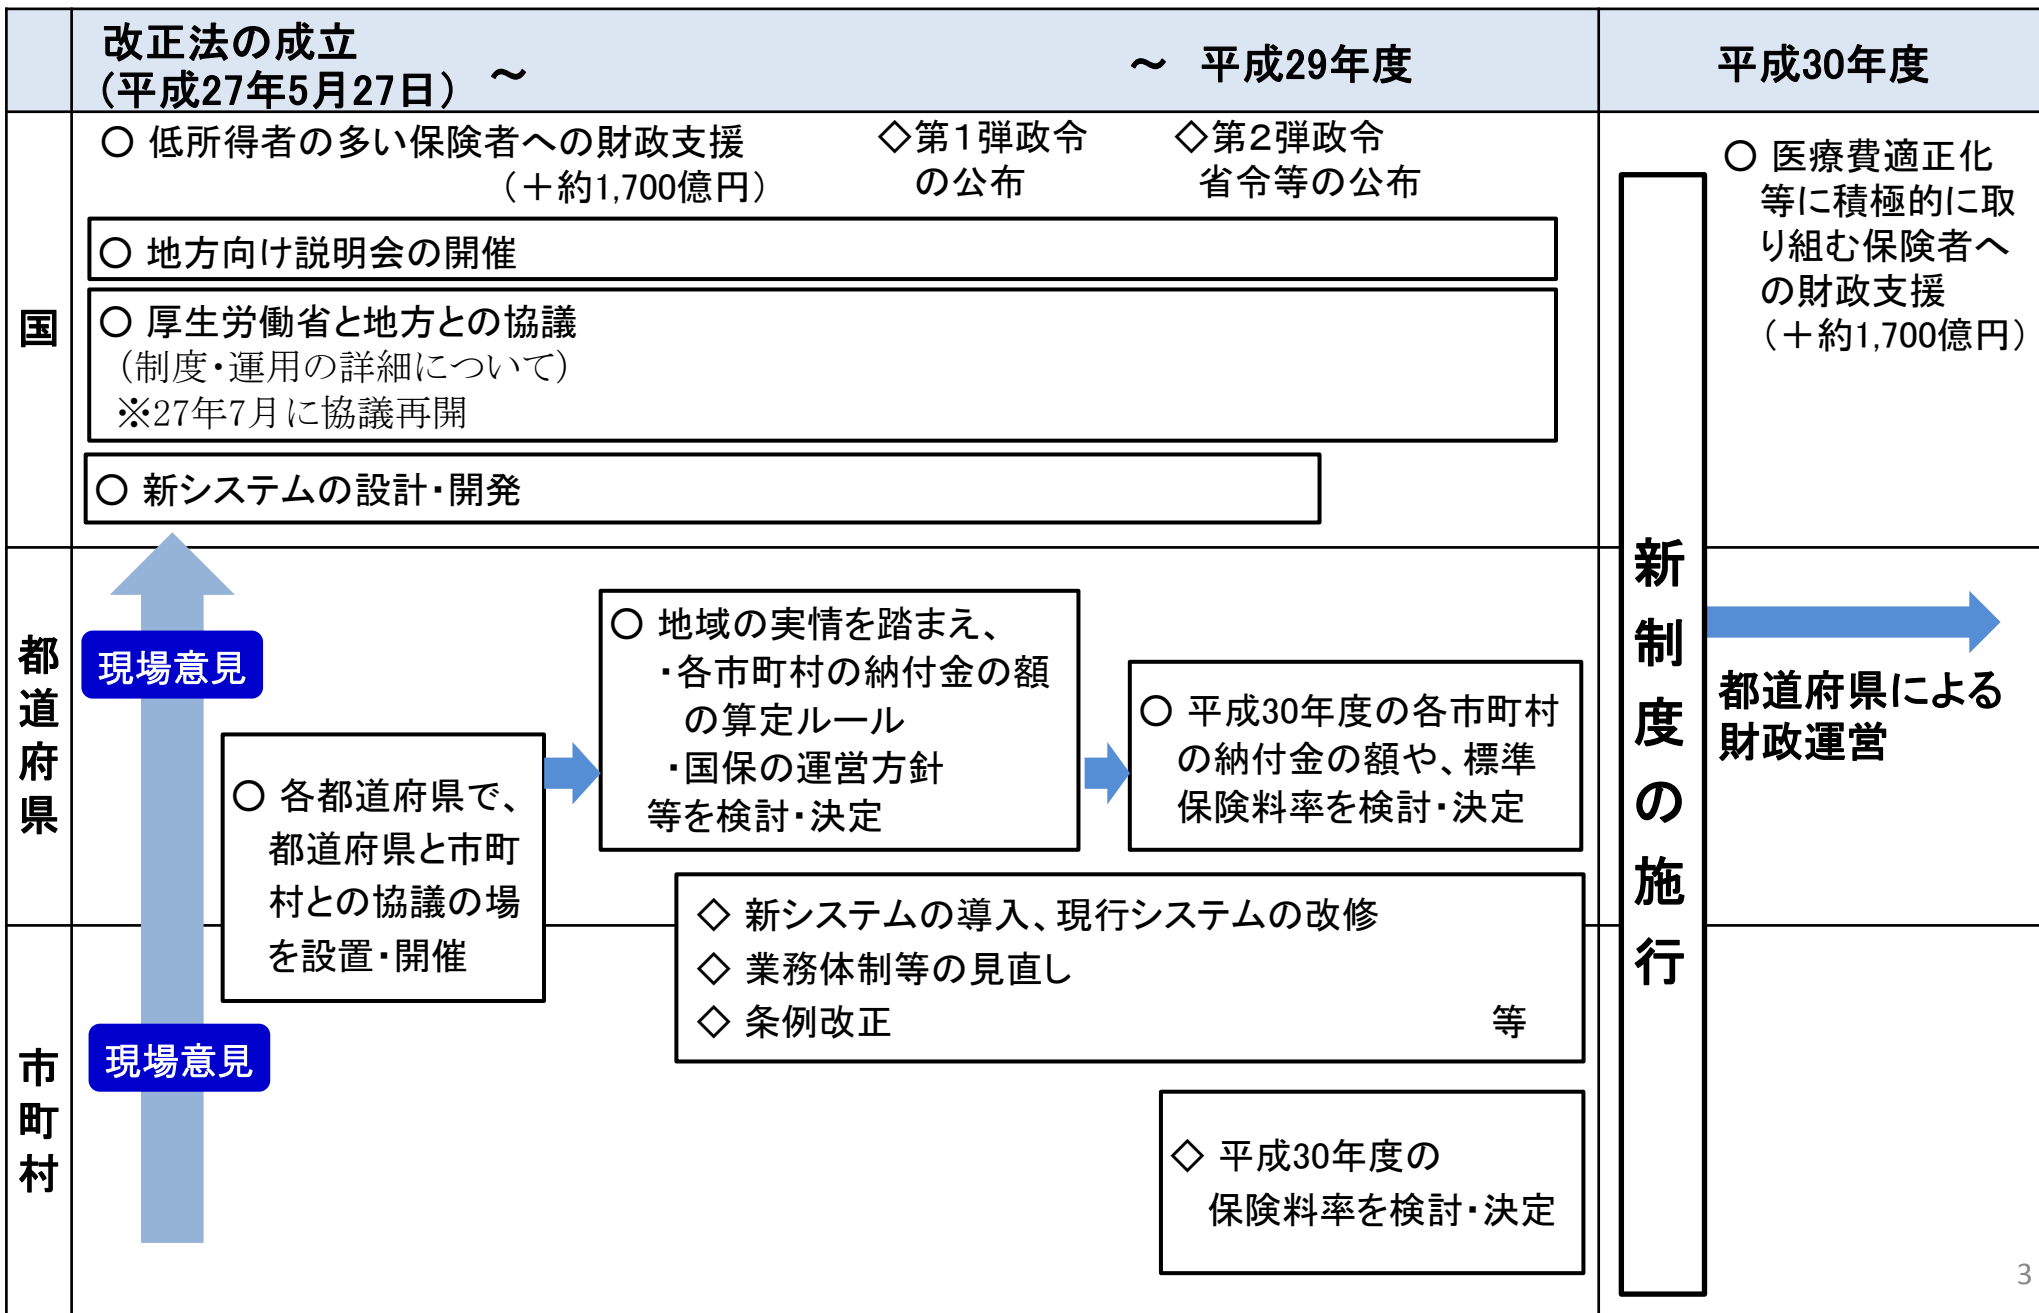 改正法の成立
(平成27年5月27日) ～
～ 平成29年度
平成30年度
国
○ 低所得者の多い保険者への財政支援
（＋約1,700億円）
◇第１弾政令
の公布
◇第２弾政令
省令等の公布
○ 地方向け説明会の開催
○ 厚生労働省と地方との協議
（制度・運用の詳細について）
※27年7月に協議再開
○ 新システムの設計・開発
○ 医療費適正化
等に積極的に取
り組む保険者へ
の財政支援
（＋約1,700億円）
都道府県
現場意見
○ 各都道府県で、
都道府県と市町
村との協議の場
を設置・開催
○ 地域の実情を踏まえ、
・各市町村の納付金の額
の算定ルール
・国保の運営方針
等を検討・決定
○ 平成30年度の各市町村
の納付金の額や、標準
保険料率を検討・決定
新制度の施行
都道府県による
財政運営
◇ 新システムの導入、現行システムの改修
◇ 業務体制等の見直し
◇ 条例改正 等
市町村
現場意見
◇ 平成30年度の
保険料率を検討・決定
3